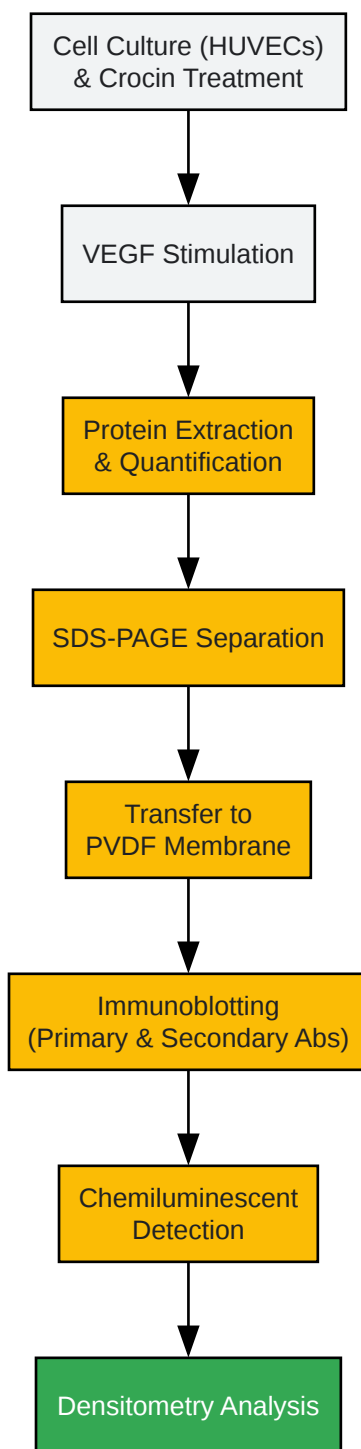 Cell Culture (HUVECs)
& Crocin Treatment
VEGF Stimulation
Protein Extraction
& Quantification
SDS-PAGE Separation
Transfer to
PVDF Membrane
Immunoblotting
(Primary & Secondary Abs)
Chemiluminescent
Detection
Densitometry Analysis